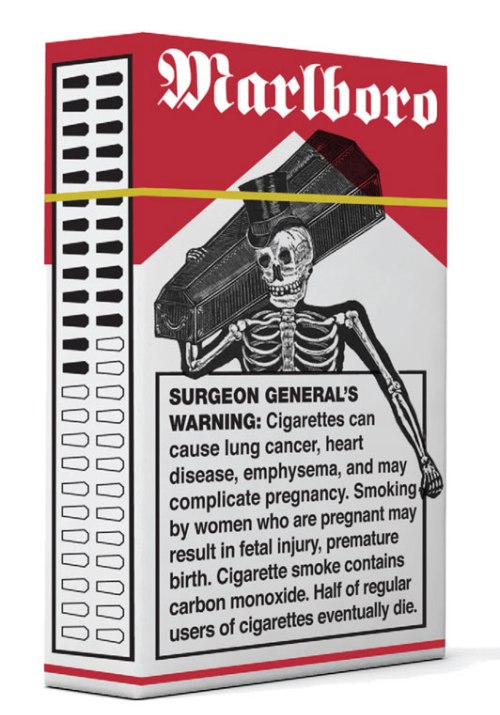 Marlboro
SURGEON GENERAL'S
WARNING: Cigarettes can
cause lung cancer, heart
disease, emphysema, and may
complicate pregnancy. Smoking
by women who are pregnant may
result in fetal injury, premature
birth. Cigarette smoke contains
carbon monoxide. Half of regular
users of cigarettes eventually die.